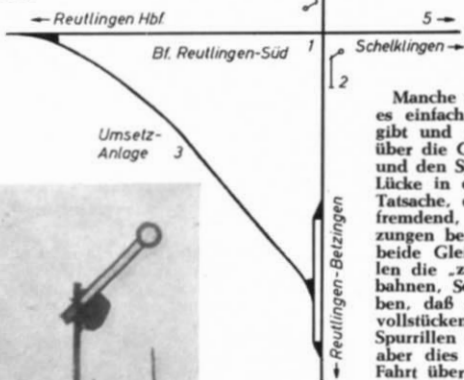 ← Reutlingen Hbf.
5 →
Bf. Reutlingen-Süd
1
Schelklingen →
2
Umsetz-
Anlage 3
Reutlingen-Betzingen
Manche
es einfach
gibt und
über die
und den
Lücke in
Tatsache,
fremdend,
zungen
beide
len die „z
bahnen,
ben, daß
vollstücken
Spurrillen
aber dies
Fahrt über